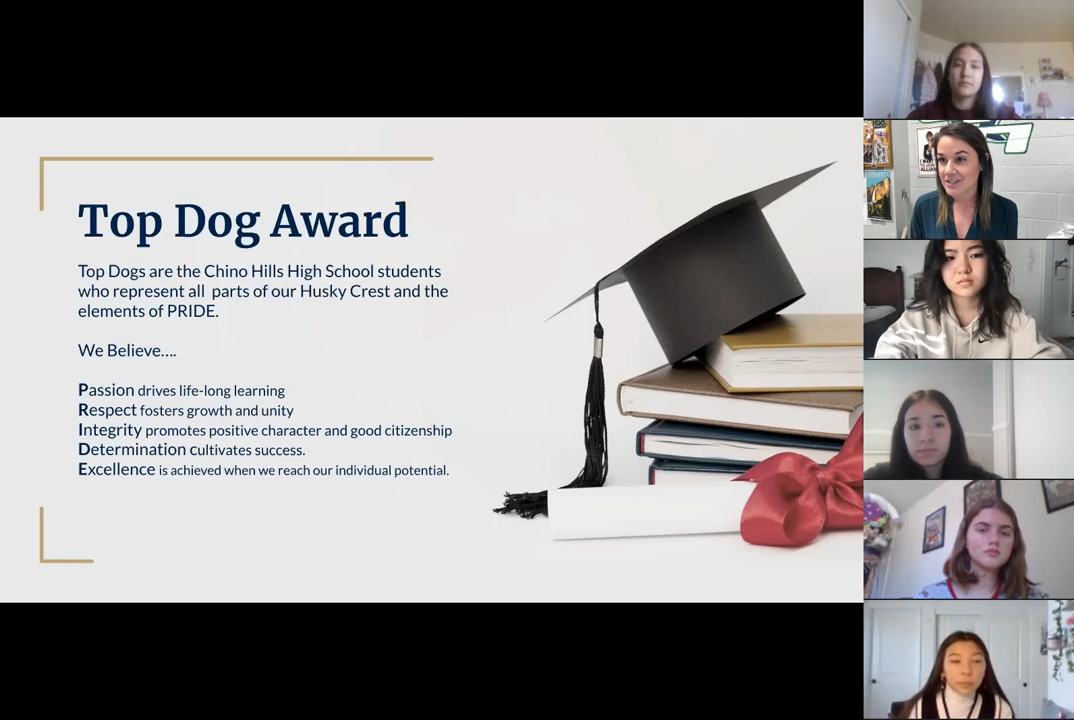 Top Dog Award
Top Dogs are the Chino Hills High School students
who represent all  parts of our Husky Crest and the
elements of PRIDE.
We Believe....
Passion drives life-long learning
Respect fosters growth and unity
Integrity promotes positive character and good citizenship
Determination cultivates success.
Excellence is achieved when we reach our individual potential.